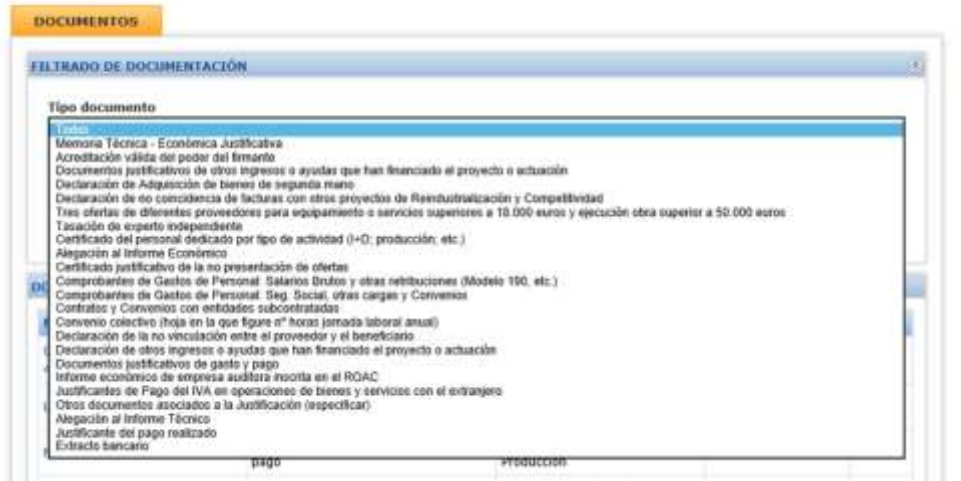 DOCUMENTOS
FILTRADO DE DOCUMENTACIÓN
Tipo documento
Todos
Memoria Técnica - Económica Justificativa
Acreditación válida del poder del firmante
Documentos justificativos de otros ingresos o ayudas que han financiado el proyecto o actuación
Declaración de Adquisición de bienes de segunda mano
Declaración de no coincidencia de facturas con otros proyectos de Reindustrialización y Competitividad
Tres ofertas de diferentes proveedores para equipamiento o servicios superiores a 18.000 euros y ejecución obra superior a 50.000 euros
Tasación de experto independiente
Certificado del personal dedicado por tipo de actividad (I+D; producción; etc.)
Alegación al Informe Económico
Certificado justificativo de la no presentación de ofertas
Comprobantes de Gastos de Personal: Salarios Brutos y otras retribuciones (Modelo 190, etc.)
Comprobantes de Gastos de Personal: Seg. Social, otras cargas y Convenios
Contratos y Convenios con entidades subcontratadas
Convenio colectivo (hoja en la que figure nº horas jornada laboral anual)
Declaración de la no vinculación entre el proveedor y el beneficiario
Declaración de otros ingresos o ayudas que han financiado el proyecto o actuación
Documentos justificativos de gasto y pago
Informe económico de empresa auditora inscrita en el ROAC
Justificantes de Pago del IVA en operaciones de bienes y servicios con el extranjero
Otros documentos asociados a la Justificación (especificar)
Alegación al Informe Técnico
Justificante del pago realizado
Extracto bancario
pago
Producción